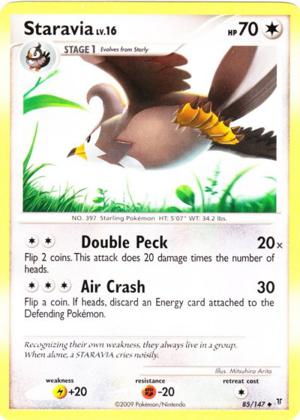 Staravia LV.16 HP 70
STAGE 1 Evolves from Starly
NO. 397 Starling Pokémon HT: 5'07" WT: 34.2 lbs.
Double Peck 20×
Flip 2 coins. This attack does 20 damage times the number of
heads.
Air Crash 30
Flip a coin. If heads, discard an Energy card attached to the
Defending Pokémon.
Recognizing their own weakness, they always live in a group.
When alone, a STARAVIA cries noisily.
Illus. Mitsuhiro Arita
weakness resistance retreat cost
+20 -20
©2009 Pokémon/Nintendo 85/147